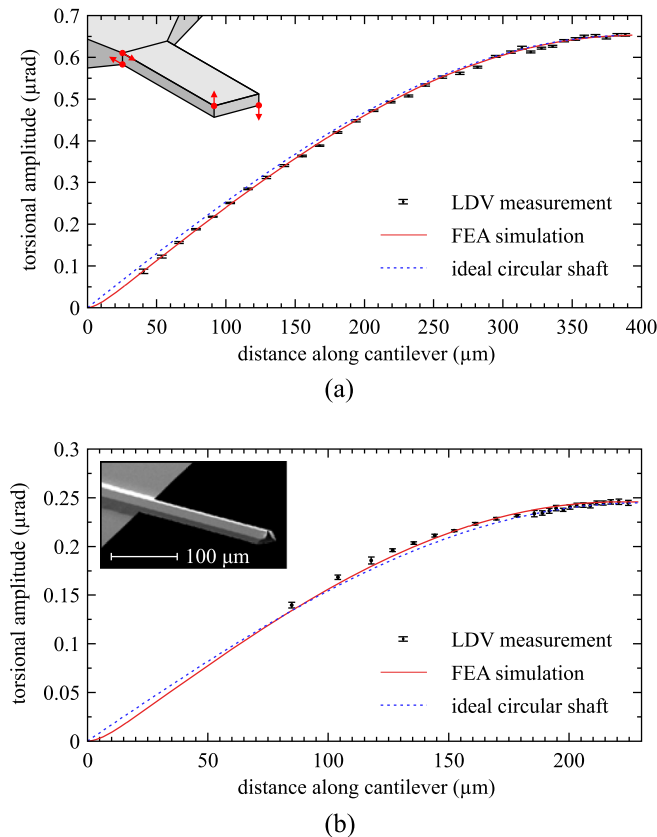 0.7
0.6
0.5
0.4
0.3
0.2
0.1
0
torsional amplitude (µrad)
LDV measurement
FEA simulation
ideal circular shaft
0 50 100 150 200 250 300 350 400
distance along cantilever (µm)
(a)
0.3
0.25
0.2
0.15
0.1
0.05
0
torsional amplitude (µrad)
100 µm
LDV measurement
FEA simulation
ideal circular shaft
0 50 100 150 200
distance along cantilever (µm)
(b)